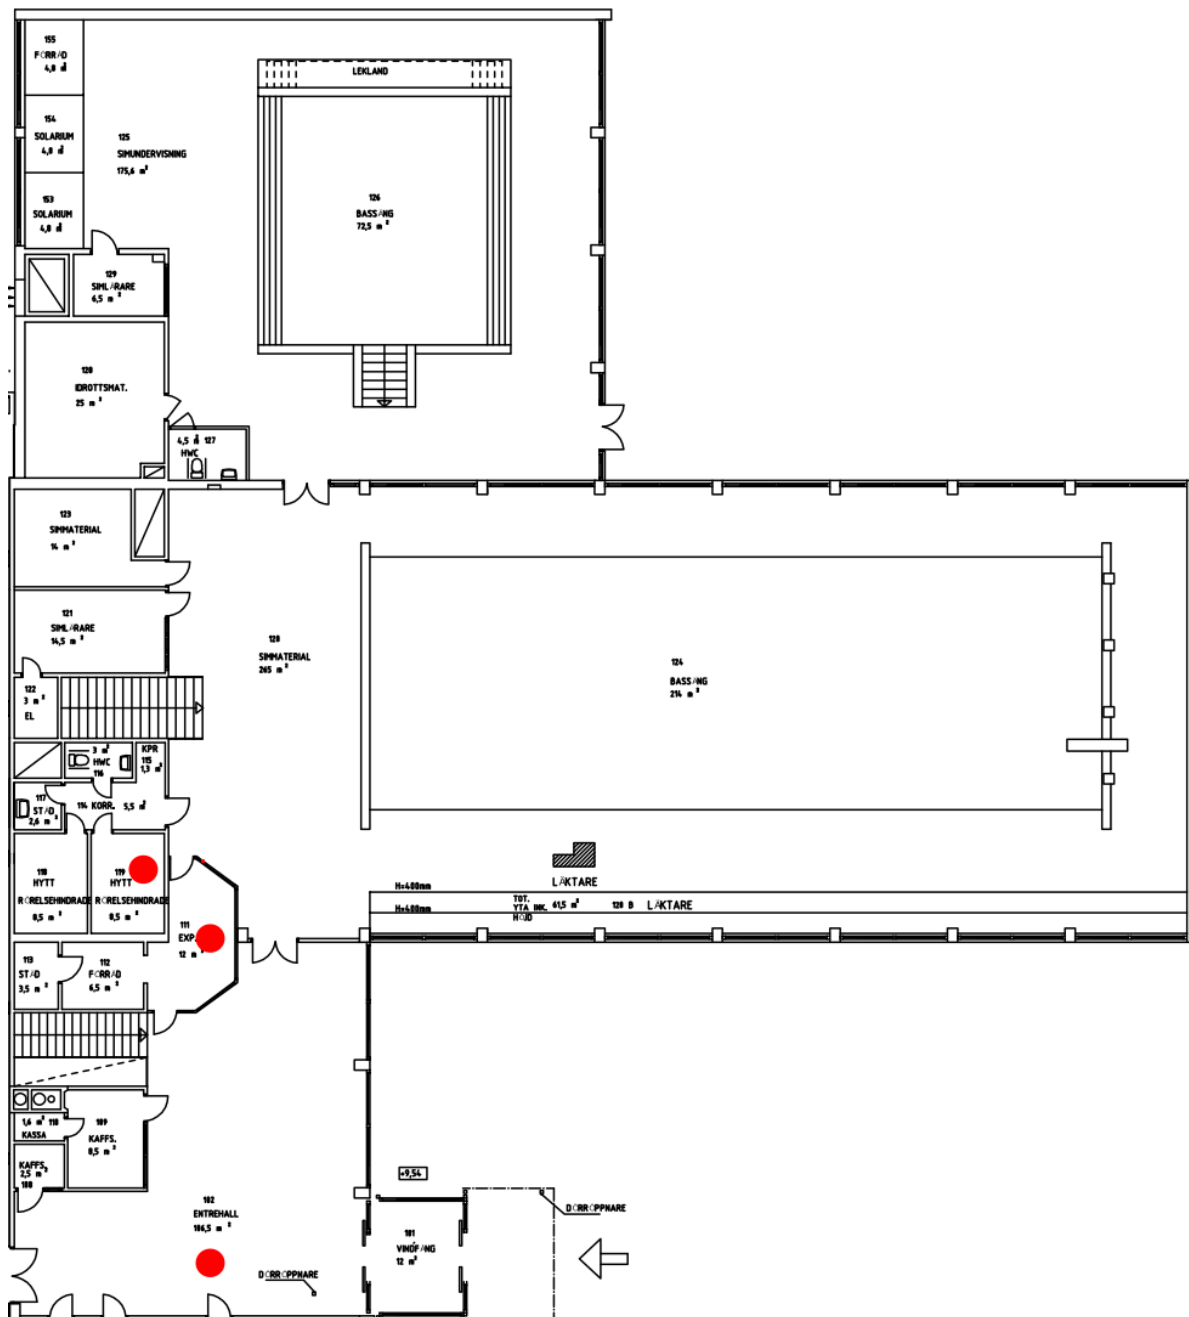 155
FÖRRÅD
4,8 m²
LEKLAND
154
SOLARIUM
4,8 m²
125
SIMUNDERVISNING
175,6 m²
153
SOLARIUM
4,8 m²
126
BASSÄNG
72,5 m²
129
SIMLÄRARE
6,5 m²
128
IDROTTSMAT.
25 m²
4,5 m² 127
HWC
123
SIMMATERIAL
14 m²
121
SIMLÄRARE
14,5 m²
120
SIMMATERIAL
265 m²
124
BASSÄNG
214 m²
122
3 m²
EL
3 m²
HWC
116
KPR
115
1,3 m²
117
STÄD
2,6 m²
114 KORR. 5,5 m²
118
HYTT
RÖRELSEHINDRADE
8,5 m²
119
HYTT
RÖRELSEHINDRADE
8,5 m²
LÄKTARE
H=400mm
H=400mm
TOT.
YTA INK. 61,5 m²
HÖJD
120 B LÄKTARE
111
EXP.
12 m²
113
STÄD
3,5 m²
112
FÖRRÅD
6,5 m²
1,6 m² 110
KASSA
109
KAFFS.
8,5 m²
KAFFS.
2,5 m²
108
+9,54
102
ENTREHALL
186,5 m²
101
VINDFÅNG
12 m²
DÖRRÖPPNARE
DÖRRÖPPNARE